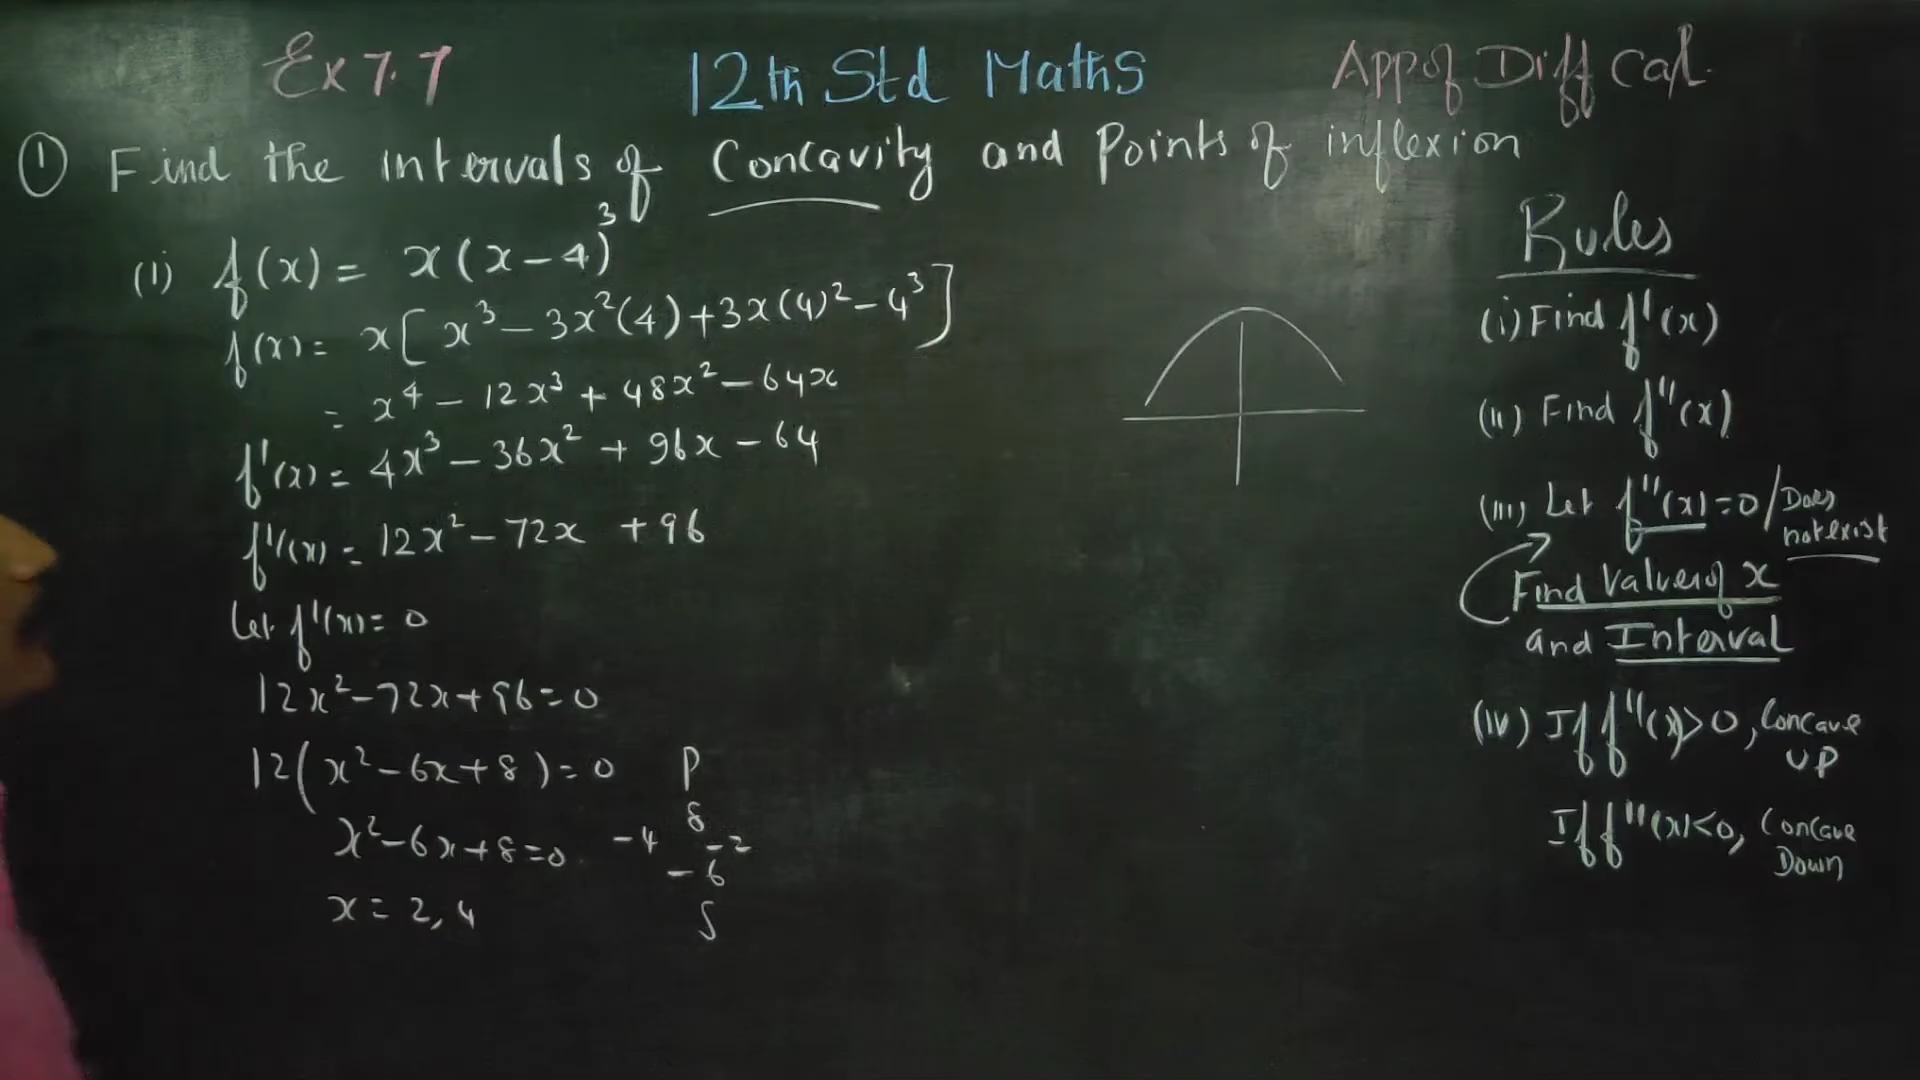 Ex 7.7 12th Std Maths App of Diff Cal.
① Find the intervals of Concavity and Points of inflexion
(i) f(x) = x(x-4)³
f(x) = x[x³ - 3x²(4) + 3x(4)² - 4³]
= x⁴ - 12x³ + 48x² - 64x
f'(x) = 4x³ - 36x² + 96x - 64
f''(x) = 12x² - 72x + 96
Let f''(x) = 0
12x² - 72x + 96 = 0
12(x² - 6x + 8) = 0 P
x² - 6x + 8 = 0 -4 8 -2
-6
x = 2, 4 S
Rules
(i) Find f'(x)
(ii) Find f''(x)
(iii) Let f''(x) = 0 / Does
not exist
Find Value of x
and Interval
(iv) If f''(x) > 0, Concave
UP
If f''(x) < 0, Concave
Down